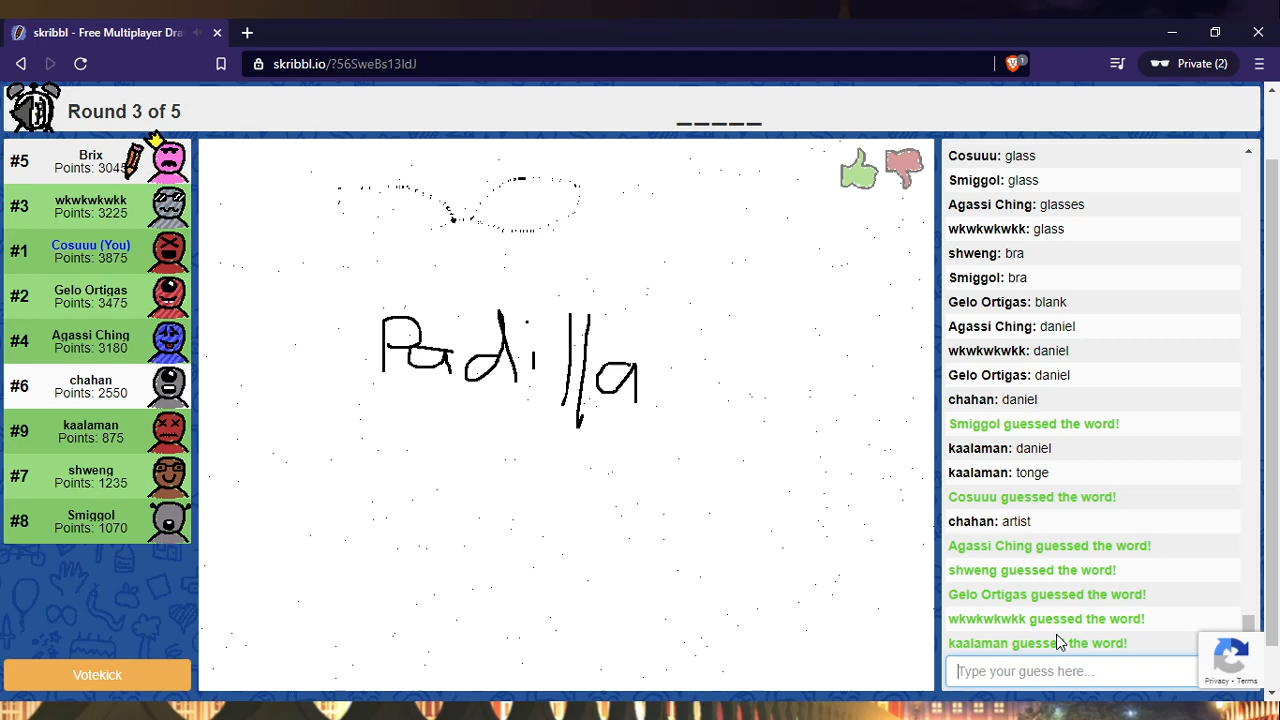 skribbl - Free Multiplayer Dra
skribbl.io/?56SweBs13IdJ
1
Private (2)
Round 3 of 5
_ _ _ _ _
#5 Brix
Points: 3045
#3 wkwkwkwkk
Points: 3225
#1 Cosuuu (You)
Points: 3875
#2 Gelo Ortigas
Points: 3475
#4 Agassi Ching
Points: 3180
#6 chahan
Points: 2550
#9 kaalaman
Points: 875
#7 shweng
Points: 1235
#8 Smiggol
Points: 1070
Votekick
Padilla
Cosuuu: glass
Smiggol: glass
Agassi Ching: glasses
wkwkwkwkk: glass
shweng: bra
Smiggol: bra
Gelo Ortigas: blank
Agassi Ching: daniel
wkwkwkwkk: daniel
Gelo Ortigas: daniel
chahan: daniel
Smiggol guessed the word!
kaalaman: daniel
kaalaman: tonge
Cosuuu guessed the word!
chahan: artist
Agassi Ching guessed the word!
shweng guessed the word!
Gelo Ortigas guessed the word!
wkwkwkwkk guessed the word!
kaalaman guessed the word!
Type your guess here...
Privacy - Terms